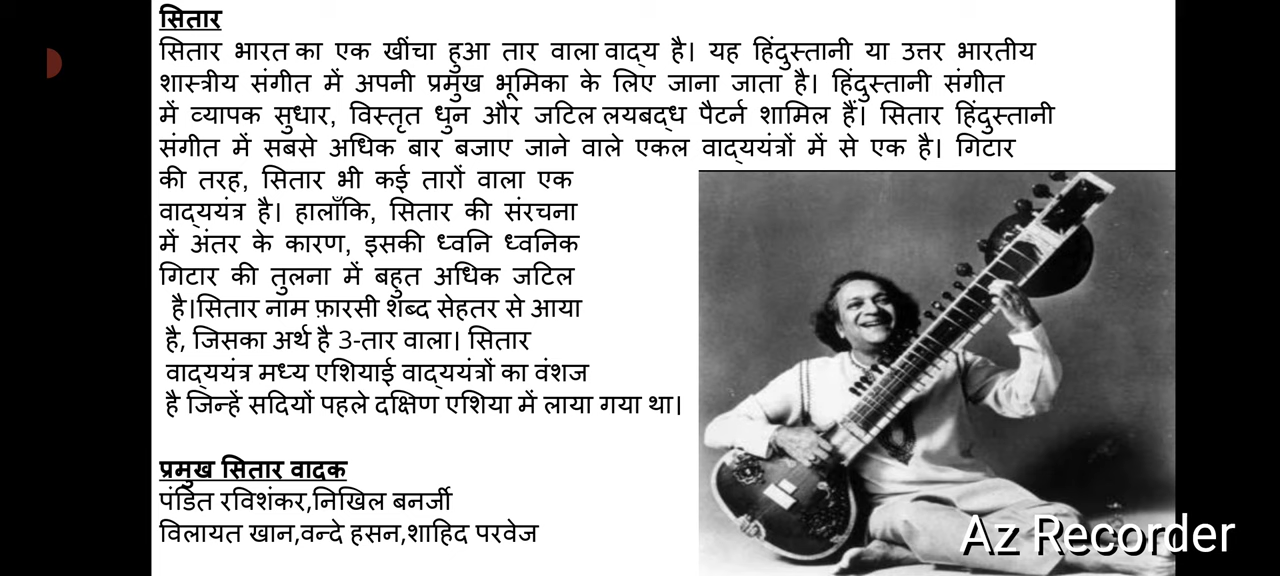 सितार
सितार भारत का एक खींचा हुआ तार वाला वाद्य है। यह हिंदुस्तानी या उत्तर भारतीय
शास्त्रीय संगीत में अपनी प्रमुख भूमिका के लिए जाना जाता है। हिंदुस्तानी संगीत
में व्यापक सुधार, विस्तृत धुन और जटिल लयबद्ध पैटर्न शामिल हैं। सितार हिंदुस्तानी
संगीत में सबसे अधिक बार बजाए जाने वाले एकल वाद्ययंत्रों में से एक है। गिटार
की तरह, सितार भी कई तारों वाला एक
वाद्ययंत्र है। हालाँकि, सितार की संरचना
में अंतर के कारण, इसकी ध्वनि ध्वनिक
गिटार की तुलना में बहुत अधिक जटिल
है।सितार नाम फ़ारसी शब्द सेहतर से आया
है, जिसका अर्थ है 3-तार वाला। सितार
वाद्ययंत्र मध्य एशियाई वाद्ययंत्रों का वंशज
है जिन्हें सदियों पहले दक्षिण एशिया में लाया गया था।
प्रमुख सितार वादक
पंडित रविशंकर,निखिल बनर्जी
विलायत खान,वन्दे हसन,शाहिद परवेज
Az Recorder